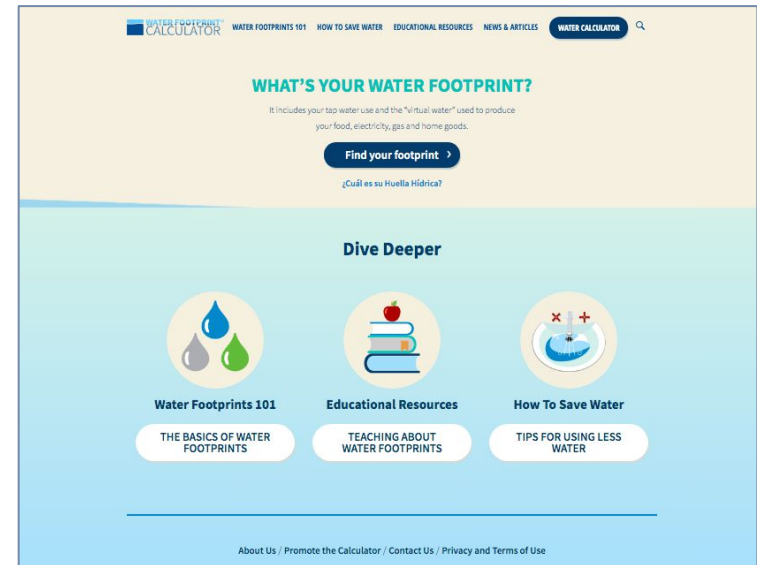 WATER FOOTPRINT
CALCULATOR
WATER FOOTPRINTS 101 HOW TO SAVE WATER EDUCATIONAL RESOURCES NEWS & ARTICLES WATER CALCULATOR
WHAT'S YOUR WATER FOOTPRINT?
It includes your tap water use and the "virtual water" used to produce
your food, electricity, gas and home goods.
Find your footprint
¿Cuál es su Huella Hídrica?
Dive Deeper
Water Footprints 101
THE BASICS OF WATER
FOOTPRINTS
Educational Resources
TEACHING ABOUT
WATER FOOTPRINTS
How To Save Water
TIPS FOR USING LESS
WATER
About Us / Promote the Calculator / Contact Us / Privacy and Terms of Use